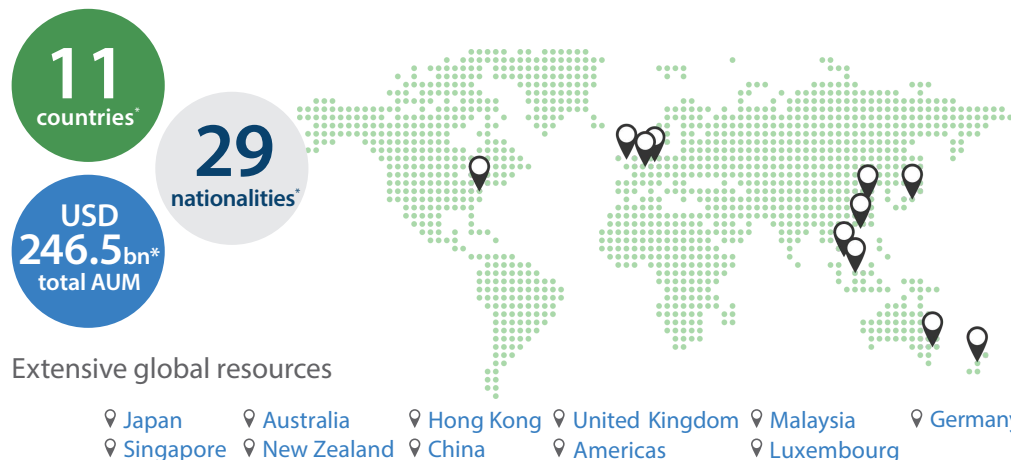 11
countries*
29
nationalities*
USD
246.5bn*
total AUM
Extensive global resources
Japan Australia Hong Kong United Kingdom Malaysia Germany
Singapore New Zealand China Americas Luxembourg